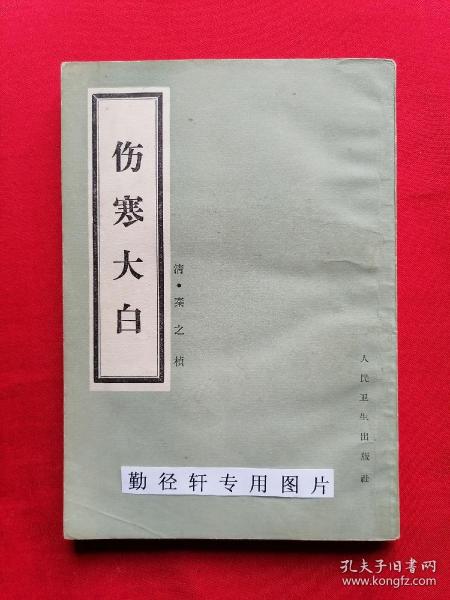 伤寒大白
清·秦之桢
人民卫生出版社
勤径轩专用图片
孔夫子旧书网
www.kongfz.com